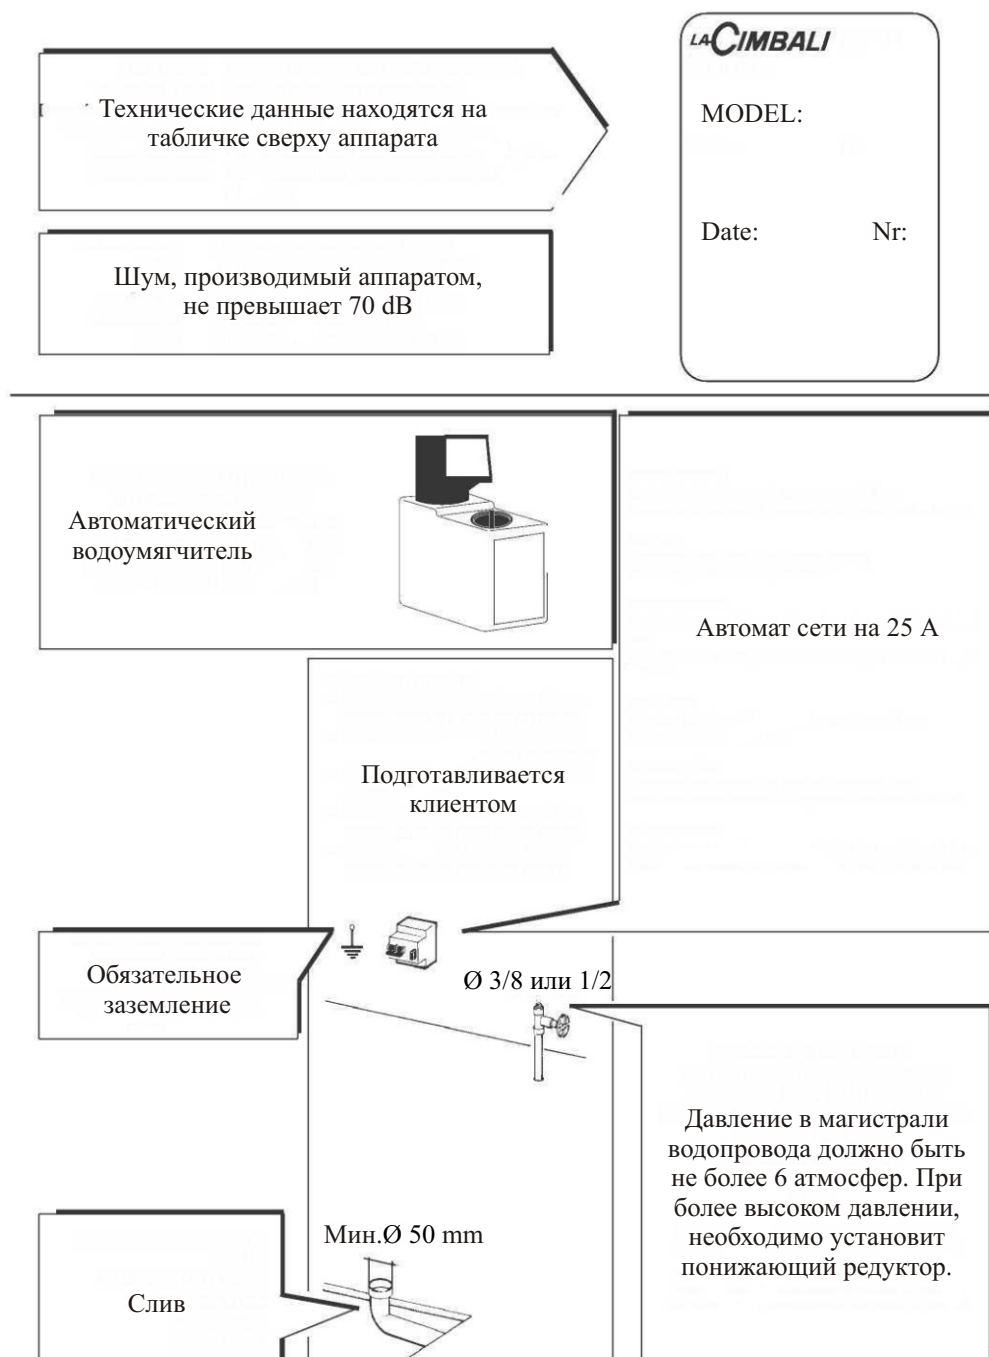 Технические данные находятся на
табличке сверху аппарата
LA CIMBALI
MODEL:
Date: Nr:
Шум, производимый аппаратом,
не превышает 70 dB
Автоматический
водоумягчитель
Автомат сети на 25 А
Подготавливается
клиентом
Обязательное
заземление
Ø 3/8 или 1/2
Давление в магистрали
водопровода должно быть
не более 6 атмосфер. При
более высоком давлении,
необходимо установит
понижающий редуктор.
Мин.Ø 50 mm
Слив